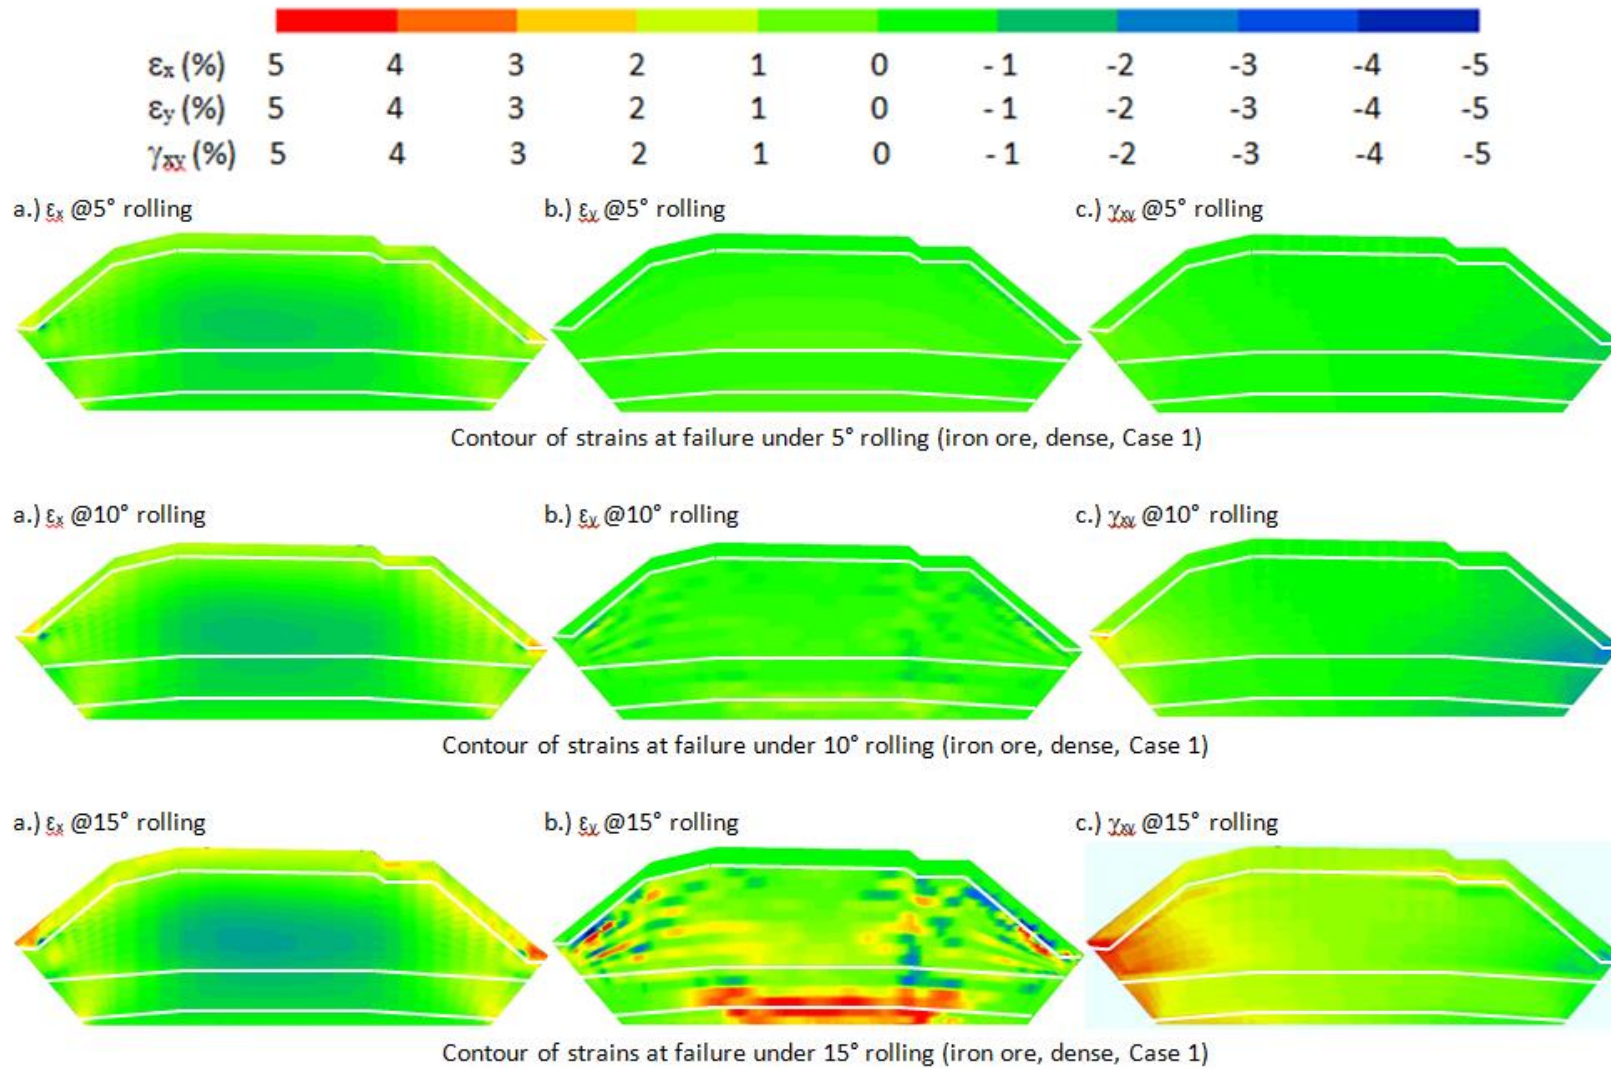 εx (%) 5 4 3 2 1 0 - 1 -2 -3 -4 -5
εy (%) 5 4 3 2 1 0 - 1 -2 -3 -4 -5
γxy (%) 5 4 3 2 1 0 - 1 -2 -3 -4 -5
a.) εx @5° rolling b.) εy @5° rolling c.) γxy @5° rolling
Contour of strains at failure under 5° rolling (iron ore, dense, Case 1)
a.) εx @10° rolling b.) εy @10° rolling c.) γxy @10° rolling
Contour of strains at failure under 10° rolling (iron ore, dense, Case 1)
a.) εx @15° rolling b.) εy @15° rolling c.) γxy @15° rolling
Contour of strains at failure under 15° rolling (iron ore, dense, Case 1)